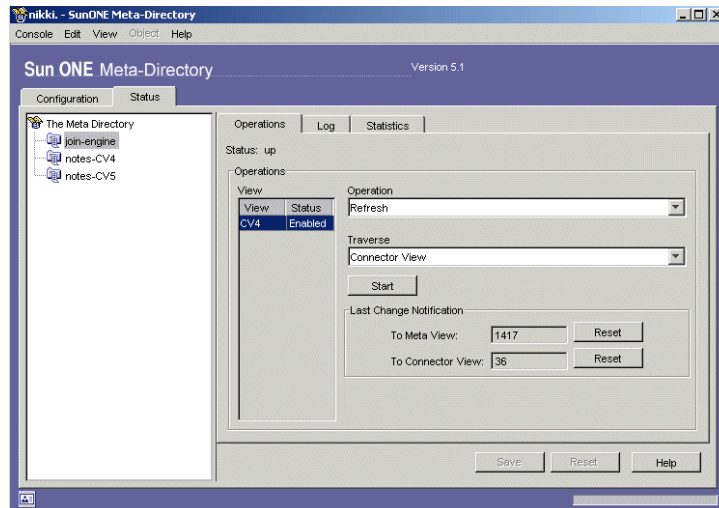 nikki. - SunONE Meta-Directory
Console Edit View Object Help
Sun ONE Meta-Directory
Version 5.1
Configuration Status
The Meta Directory
join-engine
notes-CV4
notes-CV5
Operations Log Statistics
Status: up
Operations
View
View Status
CV4 Enabled
Operation
Refresh
Traverse
Connector View
Start
Last Change Notification
To Meta View: 1417 Reset
To Connector View: 36 Reset
Save Reset Help